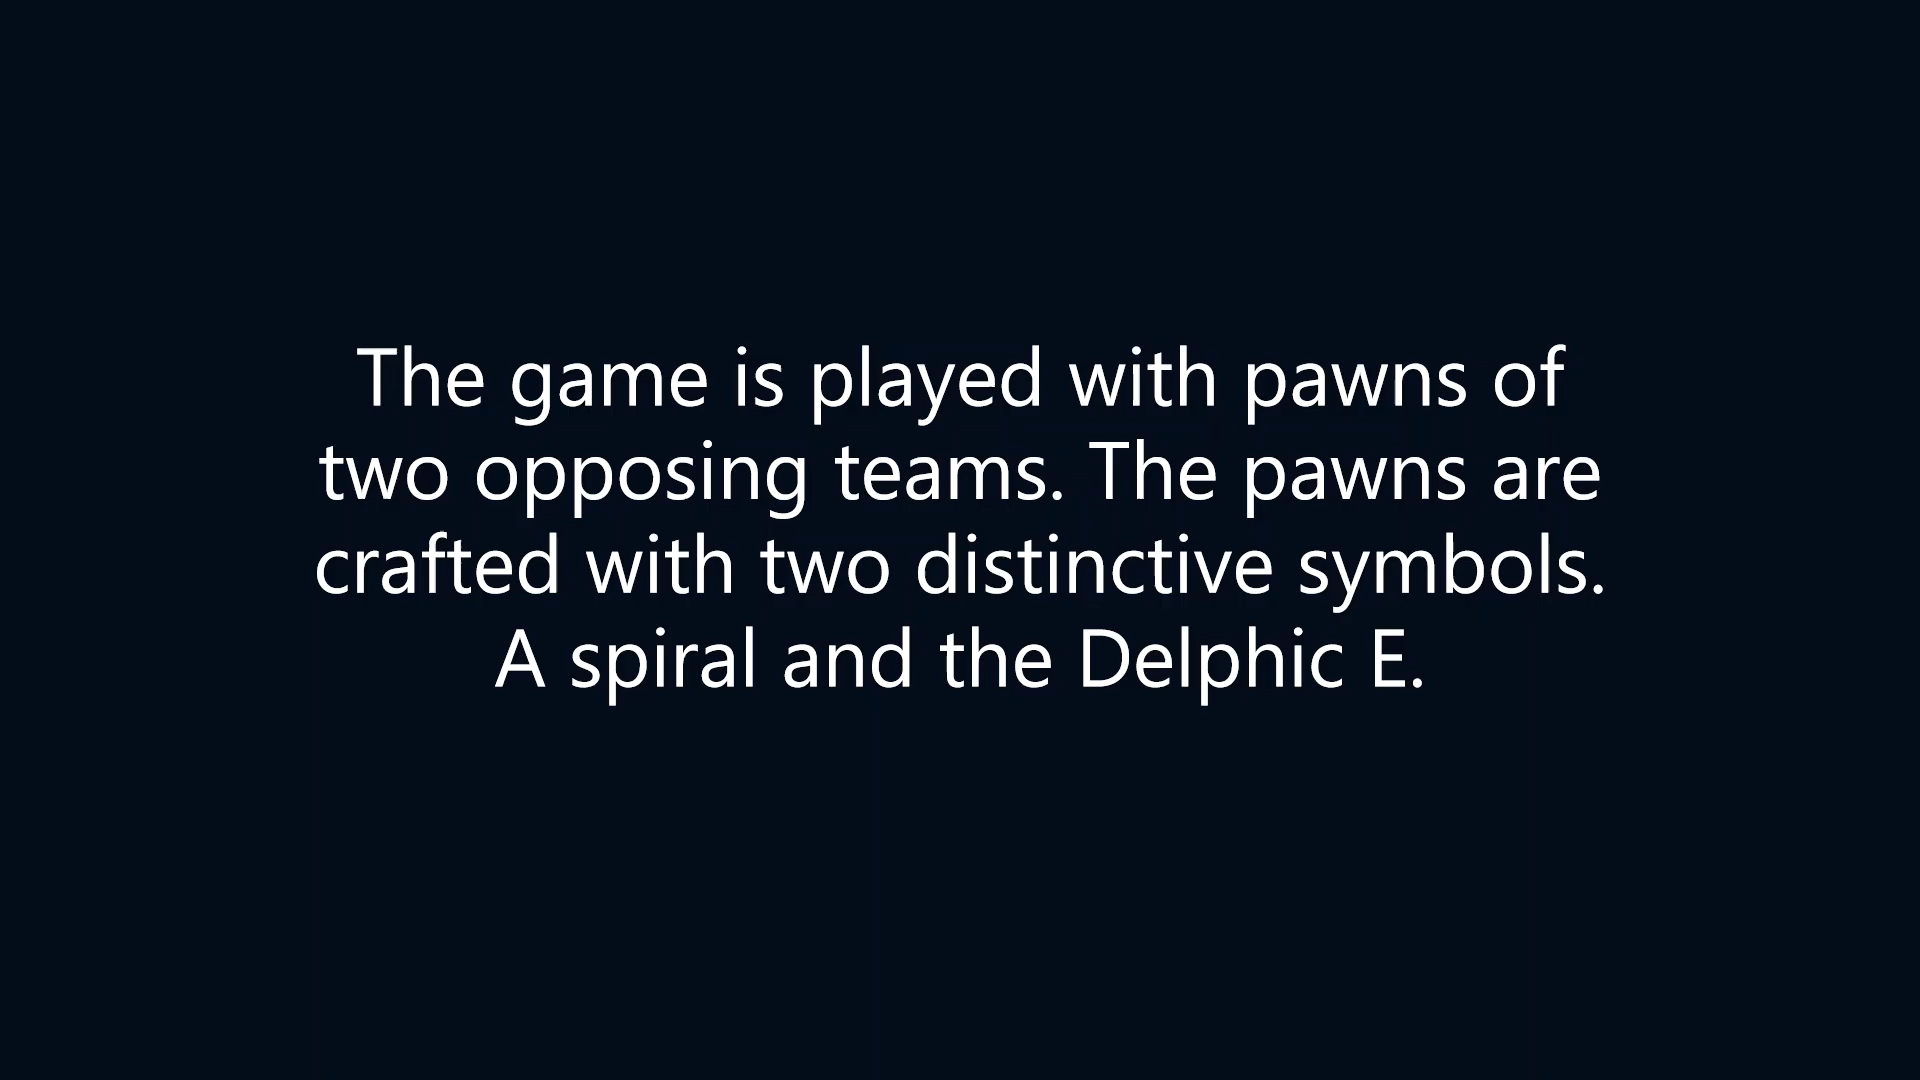 The game is played with pawns of
two opposing teams. The pawns are
crafted with two distinctive symbols.
A spiral and the Delphic E.